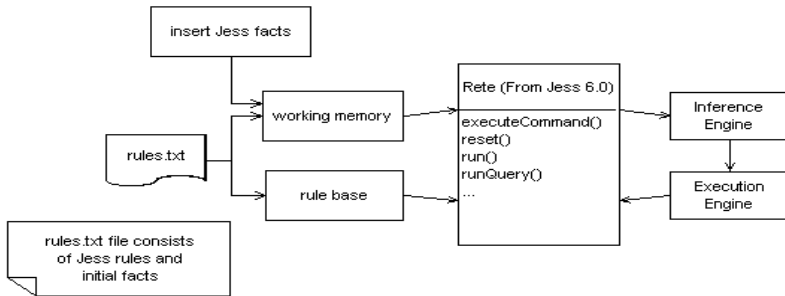 insert Jess facts
working memory
rules.txt
rule base
Rete (From Jess 6.0)
executeCommand()
reset()
run()
runQuery()
...
Inference
Engine
Execution
Engine
rules.txt file consists
of Jess rules and
initial facts